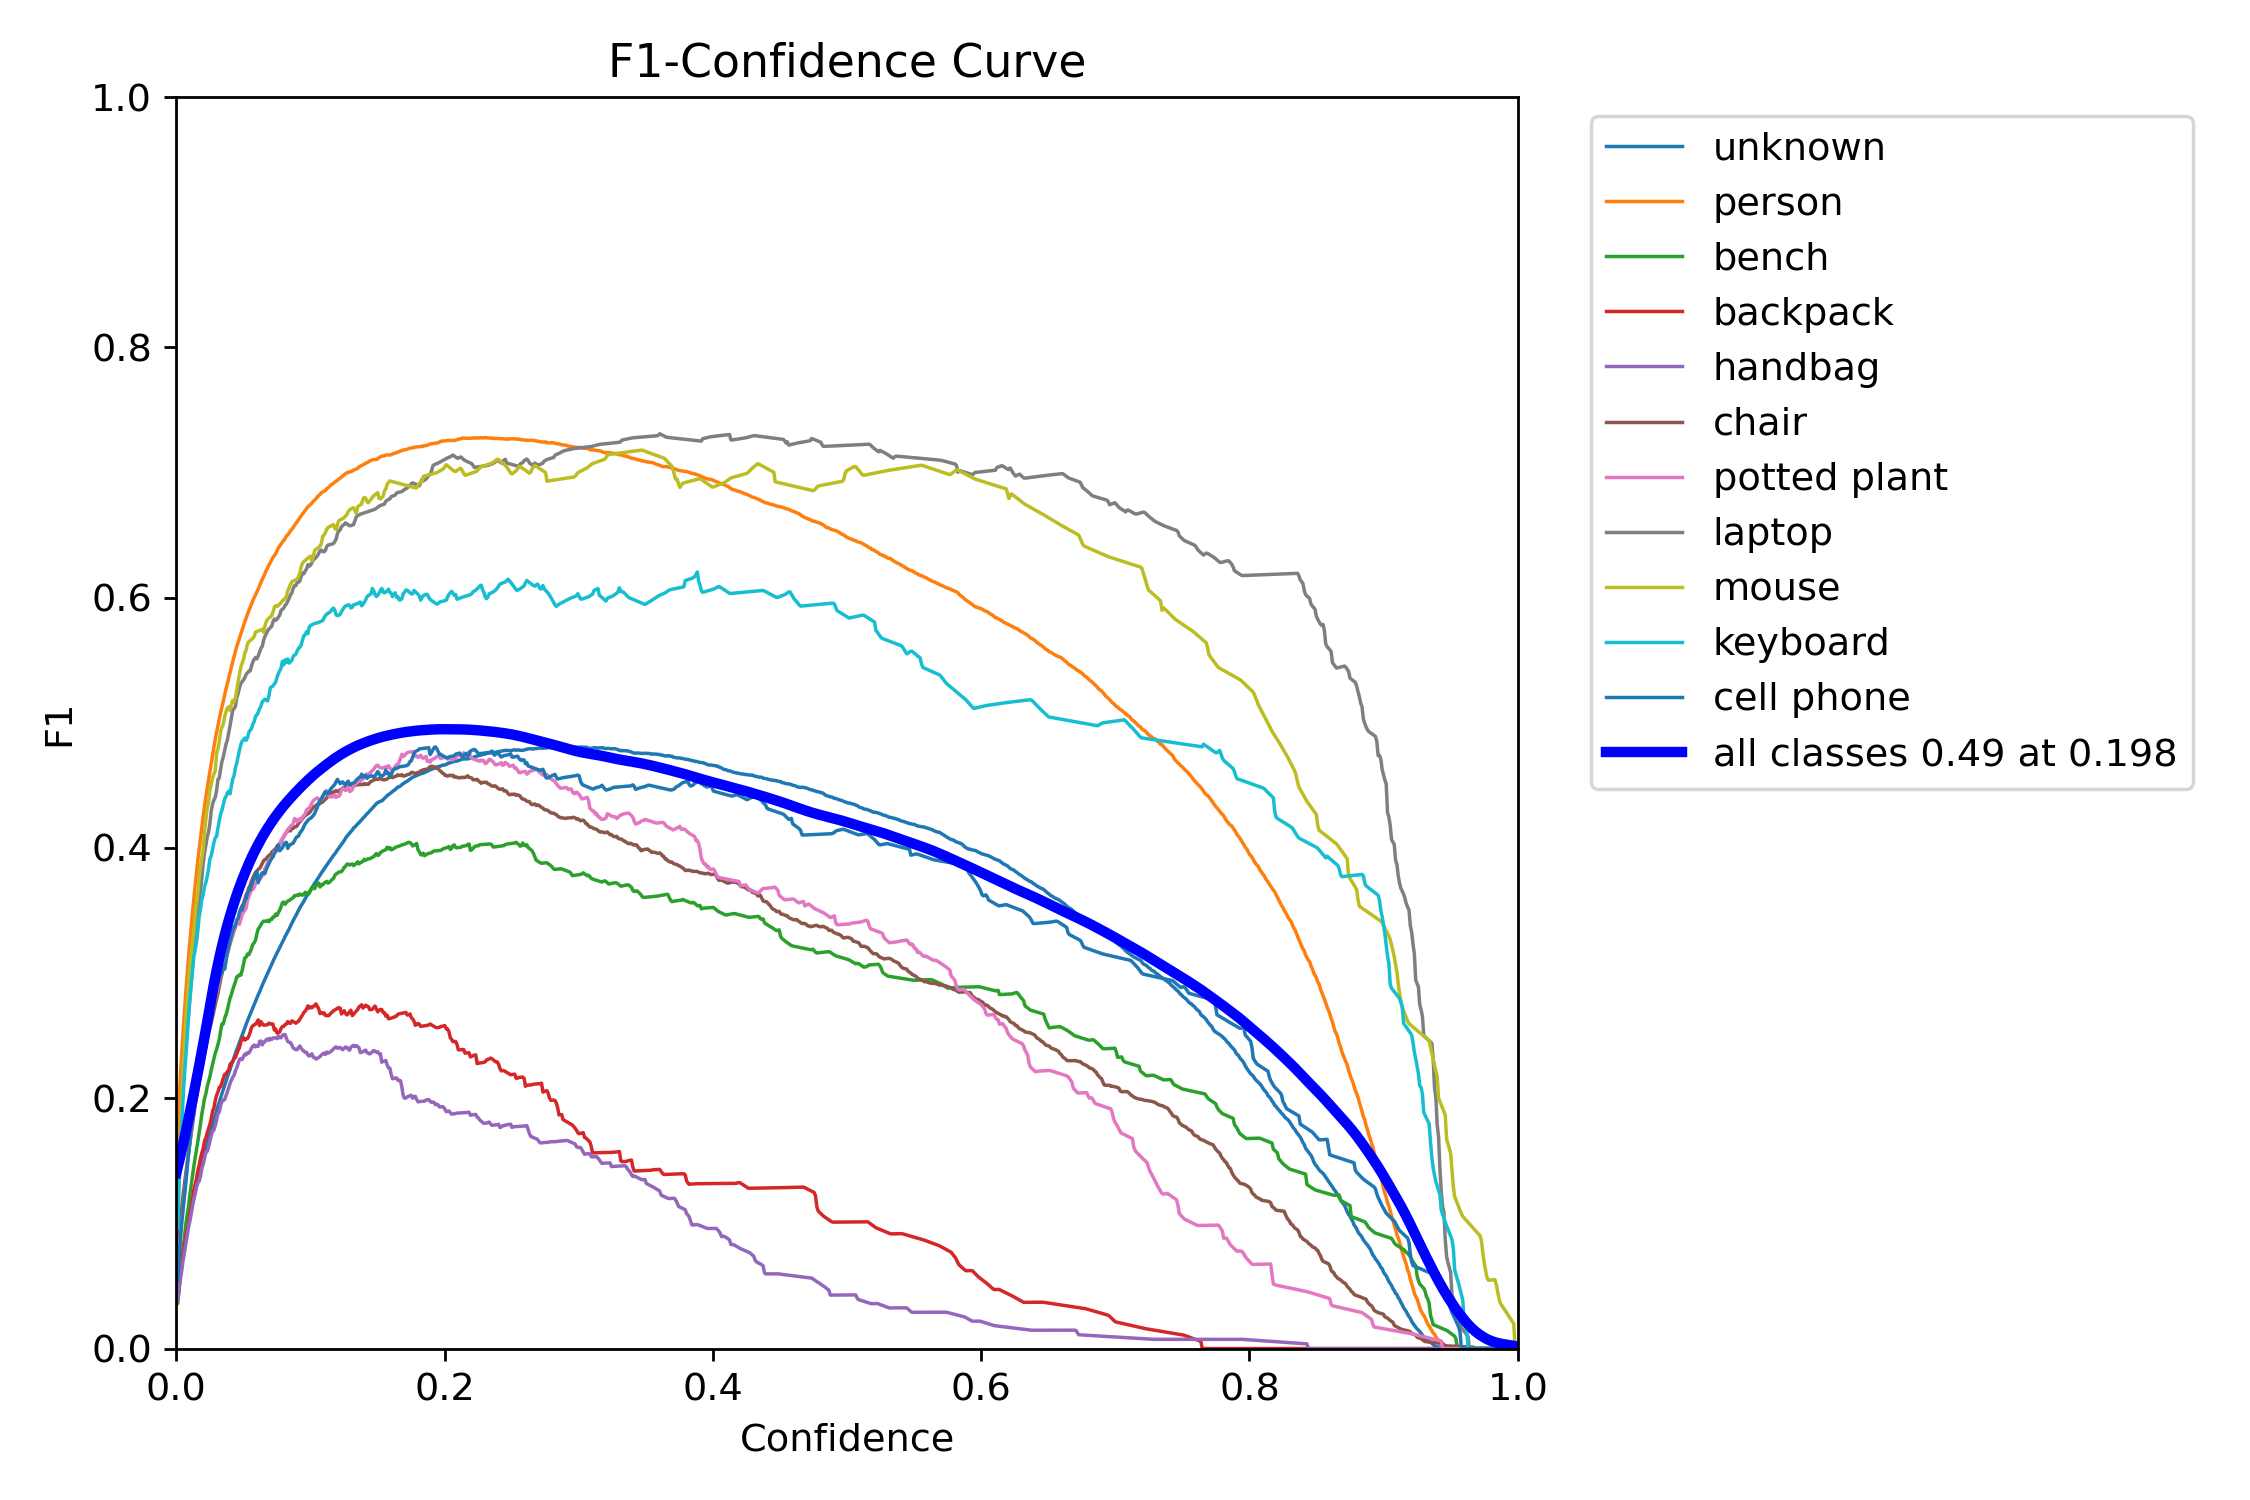 F1-Confidence Curve
1.0
0.8
0.6
0.4
0.2
0.0
F1
0.0 0.2 0.4 0.6 0.8 1.0
Confidence
unknown
person
bench
backpack
handbag
chair
potted plant
laptop
mouse
keyboard
cell phone
all classes 0.49 at 0.198